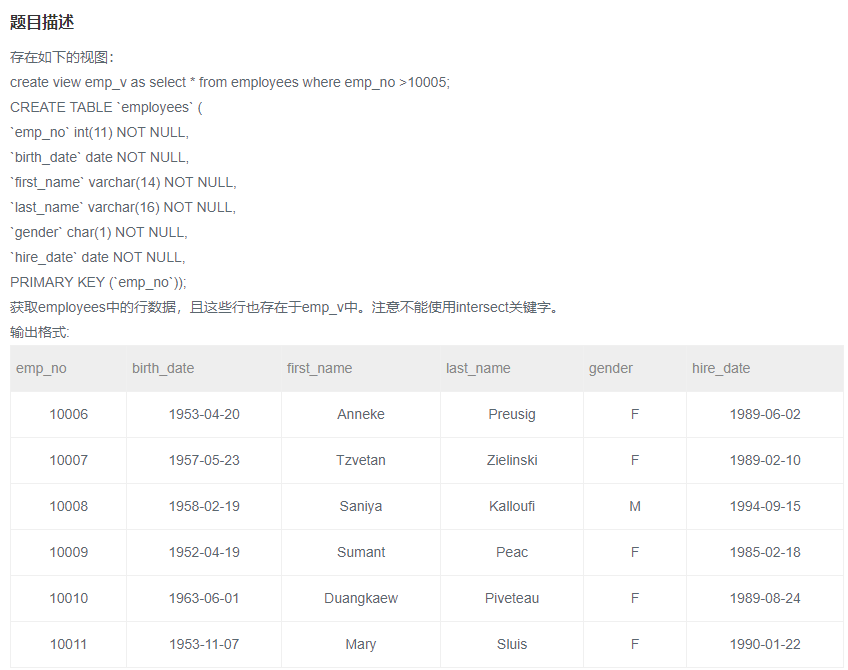 题目描述
存在如下的视图：
create view emp_v as select * from employees where emp_no >10005;
CREATE TABLE `employees` (
`emp_no` int(11) NOT NULL,
`birth_date` date NOT NULL,
`first_name` varchar(14) NOT NULL,
`last_name` varchar(16) NOT NULL,
`gender` char(1) NOT NULL,
`hire_date` date NOT NULL,
PRIMARY KEY (`emp_no`));
获取employees中的行数据，且这些行也存在于emp_v中。注意不能使用intersect关键字。
输出格式:
emp_no birth_date first_name last_name gender hire_date
10006 1953-04-20 Anneke Preusig F 1989-06-02
10007 1957-05-23 Tzvetan Zielinski F 1989-02-10
10008 1958-02-19 Saniya Kalloufi M 1994-09-15
10009 1952-04-19 Sumant Peac F 1985-02-18
10010 1963-06-01 Duangkaew Piveteau F 1989-08-24
10011 1953-11-07 Mary Sluis F 1990-01-22